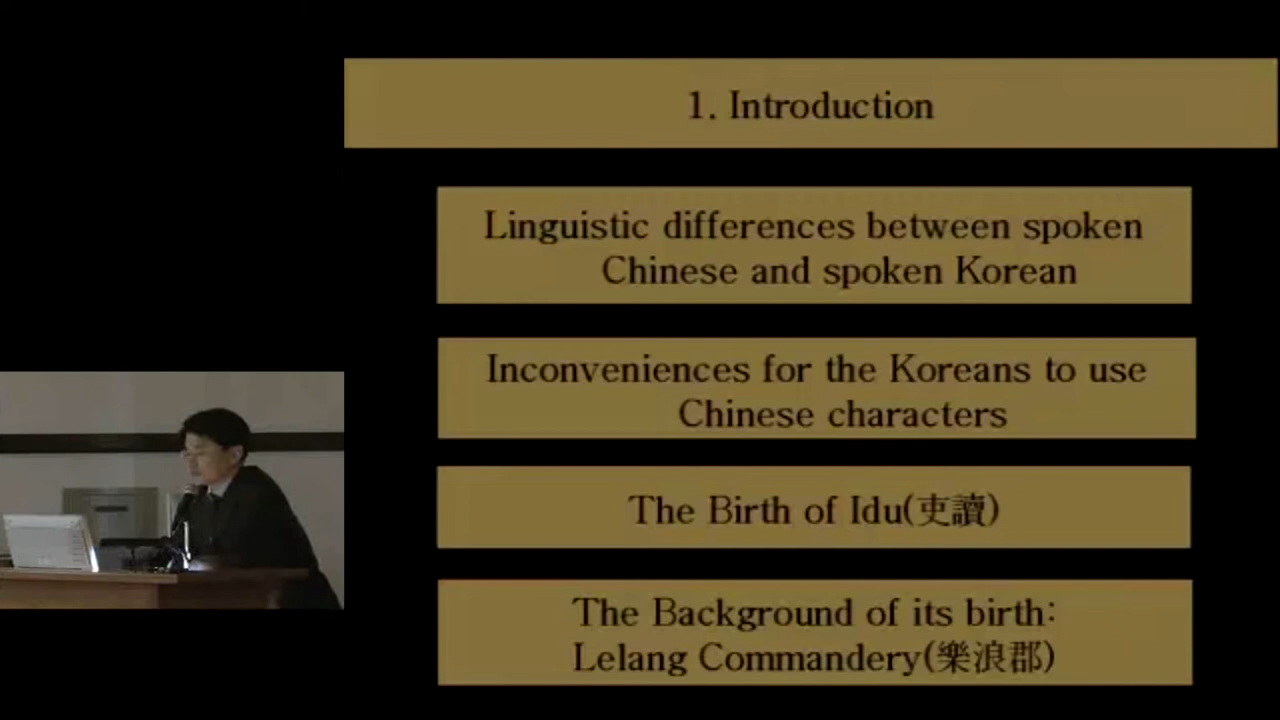 1. Introduction
Linguistic differences between spoken
Chinese and spoken Korean
Inconveniences for the Koreans to use
Chinese characters
The Birth of Idu(吏讀)
The Background of its birth:
Lelang Commandery(樂浪郡)